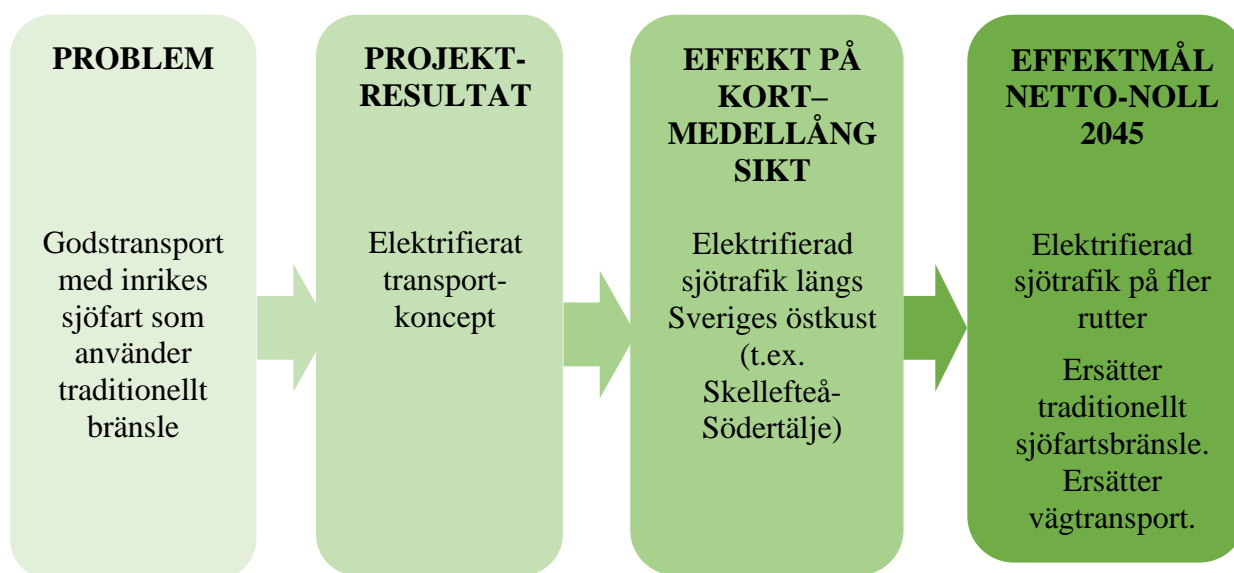 PROBLEM
Godstransport
med inrikes
sjöfart som
använder
traditionellt
bränsle
PROJEKT-
RESULTAT
Elektrifierat
transport-
koncept
EFFEKT PÅ
KORT–
MEDELLÅNG
SIKT
Elektrifierad
sjötrafik längs
Sveriges östkust
(t.ex.
Skellefteå-
Södertälje)
EFFEKTMÅL
NETTO-NOLL
2045
Elektrifierad
sjötrafik på fler
rutter
Ersätter
traditionellt
sjöfartsbränsle.
Ersätter
vägtransport.